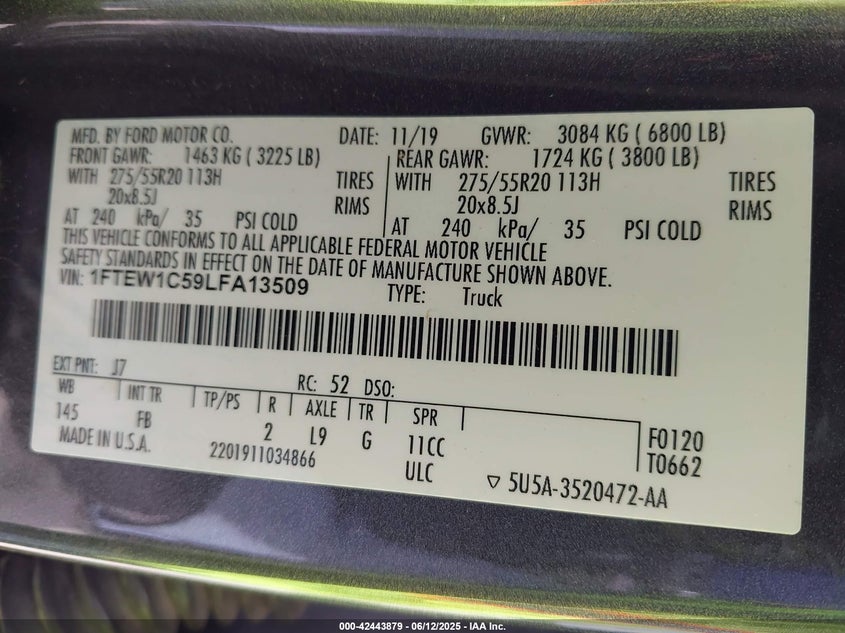 MFD. BY FORD MOTOR CO. DATE: 11/19 GVWR: 3084 KG ( 6800 LB)
FRONT GAWR: 1463 KG ( 3225 LB) REAR GAWR: 1724 KG ( 3800 LB)
WITH 275/55R20 113H TIRES WITH 275/55R20 113H TIRES
20x8.5J RIMS 20x8.5J RIMS
AT 240 kPa/ 35 PSI COLD AT 240 kPa/ 35 PSI COLD
THIS VEHICLE CONFORMS TO ALL APPLICABLE FEDERAL MOTOR VEHICLE
SAFETY STANDARDS IN EFFECT ON THE DATE OF MANUFACTURE SHOWN ABOVE.
VIN: 1FTEW1C59LFA13509 TYPE: Truck
EXT PNT: J7 RC: 52 DSO:
WB INT TR TP/PS R AXLE TR SPR
145 FB 2 L9 G 11CC F0120
MADE IN U.S.A. 2201911034866 ULC T0662
▽ 5U5A-3520472-AA
000-42443879 - 06/12/2025 - IAA Inc.